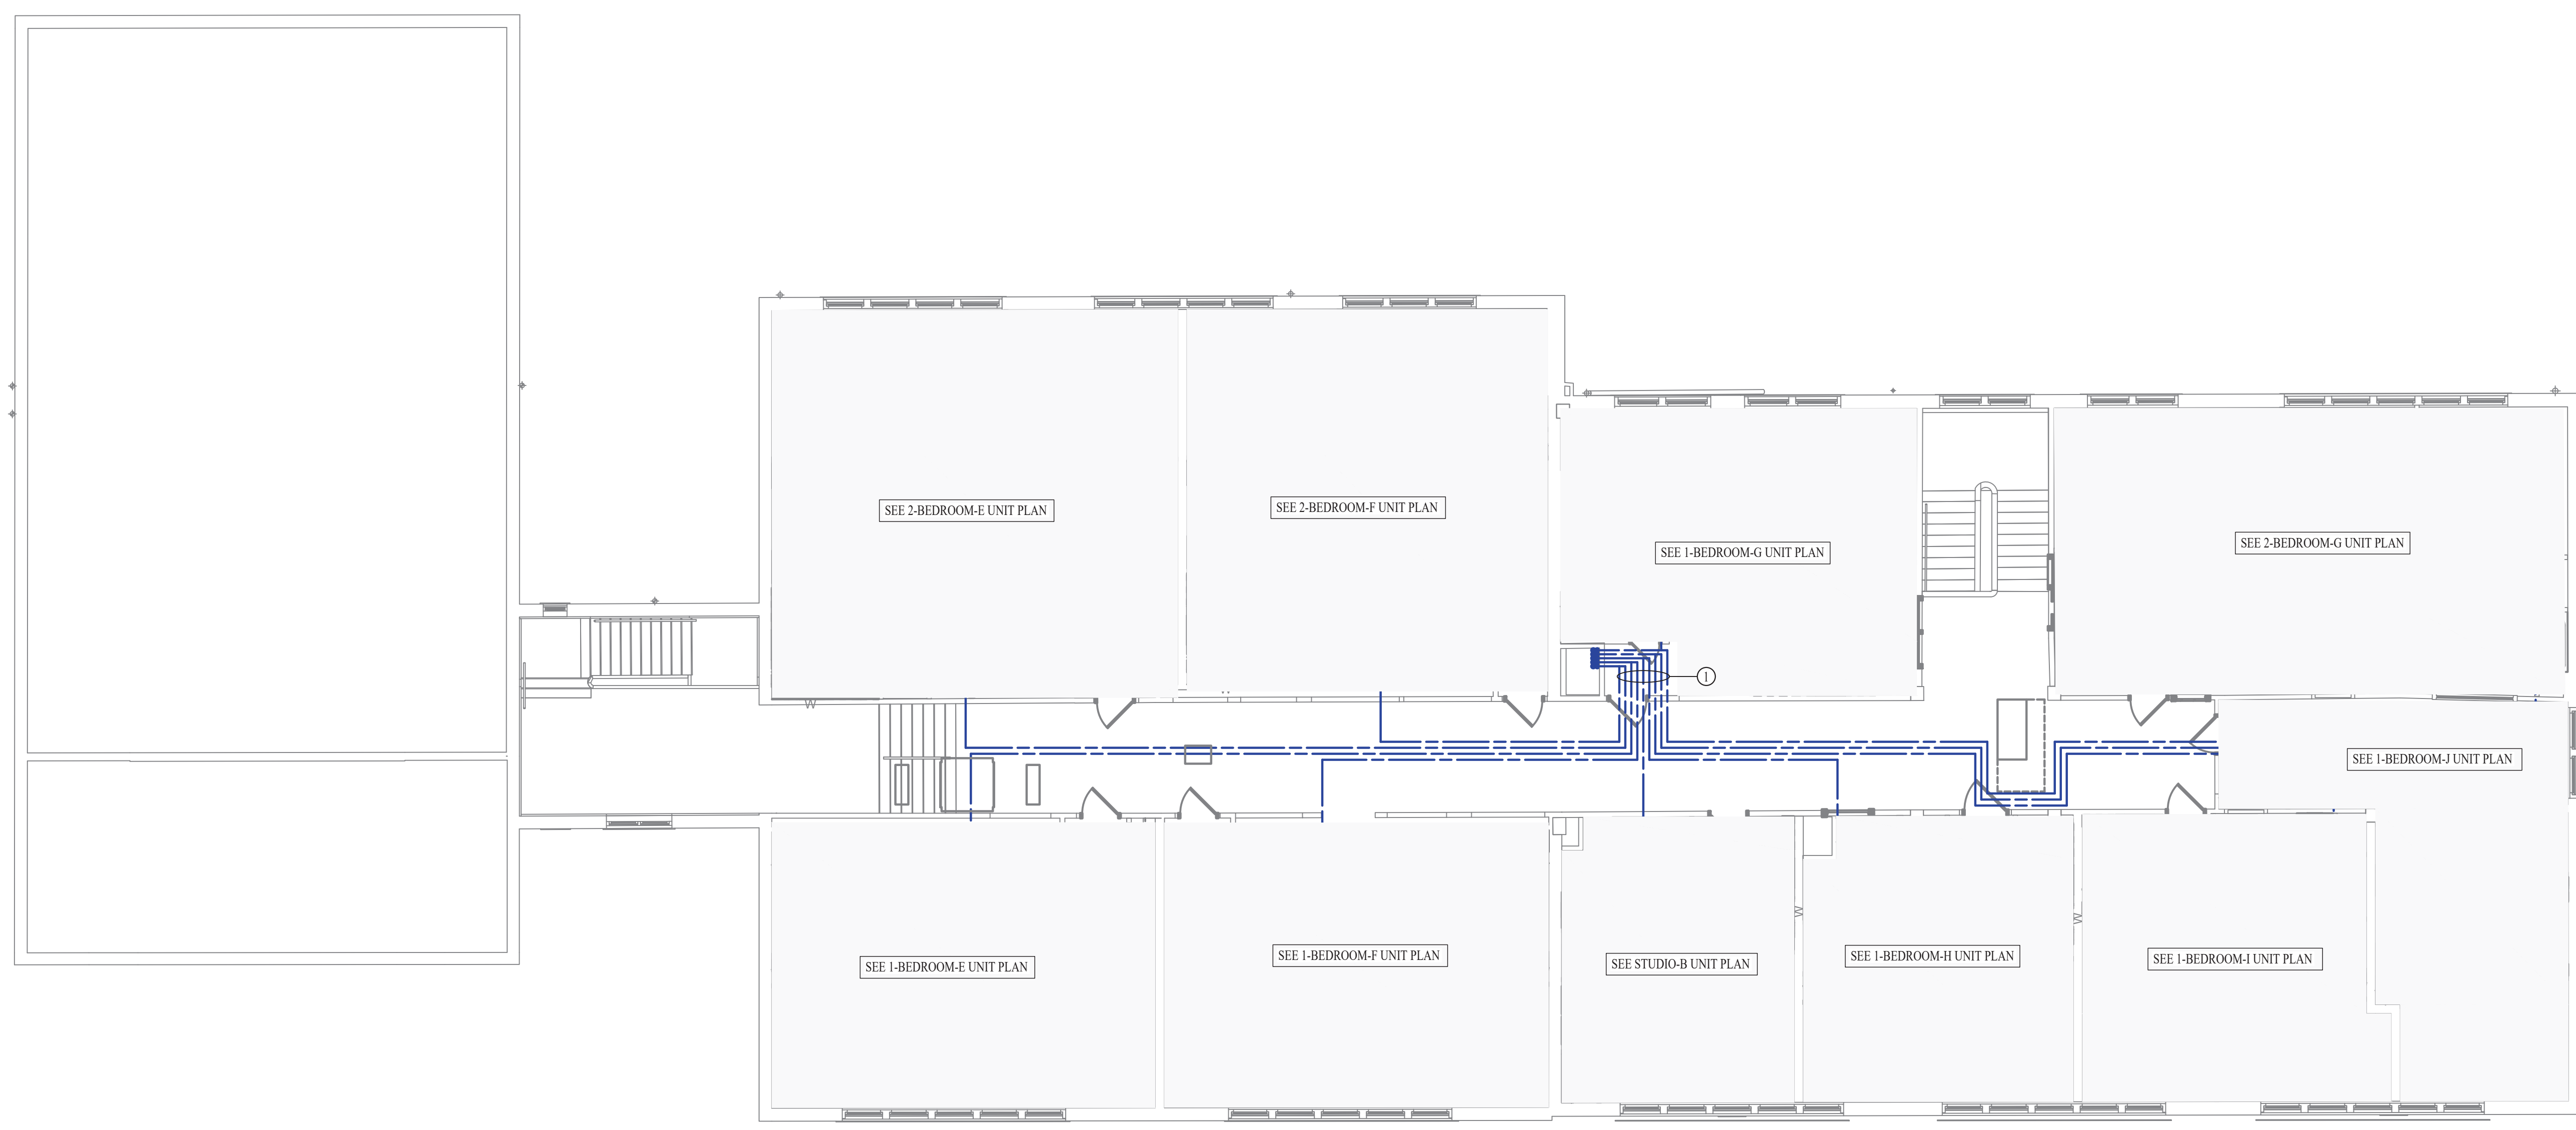 SEE 2-BEDROOM-E UNIT PLAN
SEE 2-BEDROOM-F UNIT PLAN
SEE 1-BEDROOM-G UNIT PLAN
SEE 2-BEDROOM-G UNIT PLAN
1
SEE 1-BEDROOM-J UNIT PLAN
SEE 1-BEDROOM-E UNIT PLAN
SEE 1-BEDROOM-F UNIT PLAN
SEE STUDIO-B UNIT PLAN
SEE 1-BEDROOM-H UNIT PLAN
SEE 1-BEDROOM-I UNIT PLAN